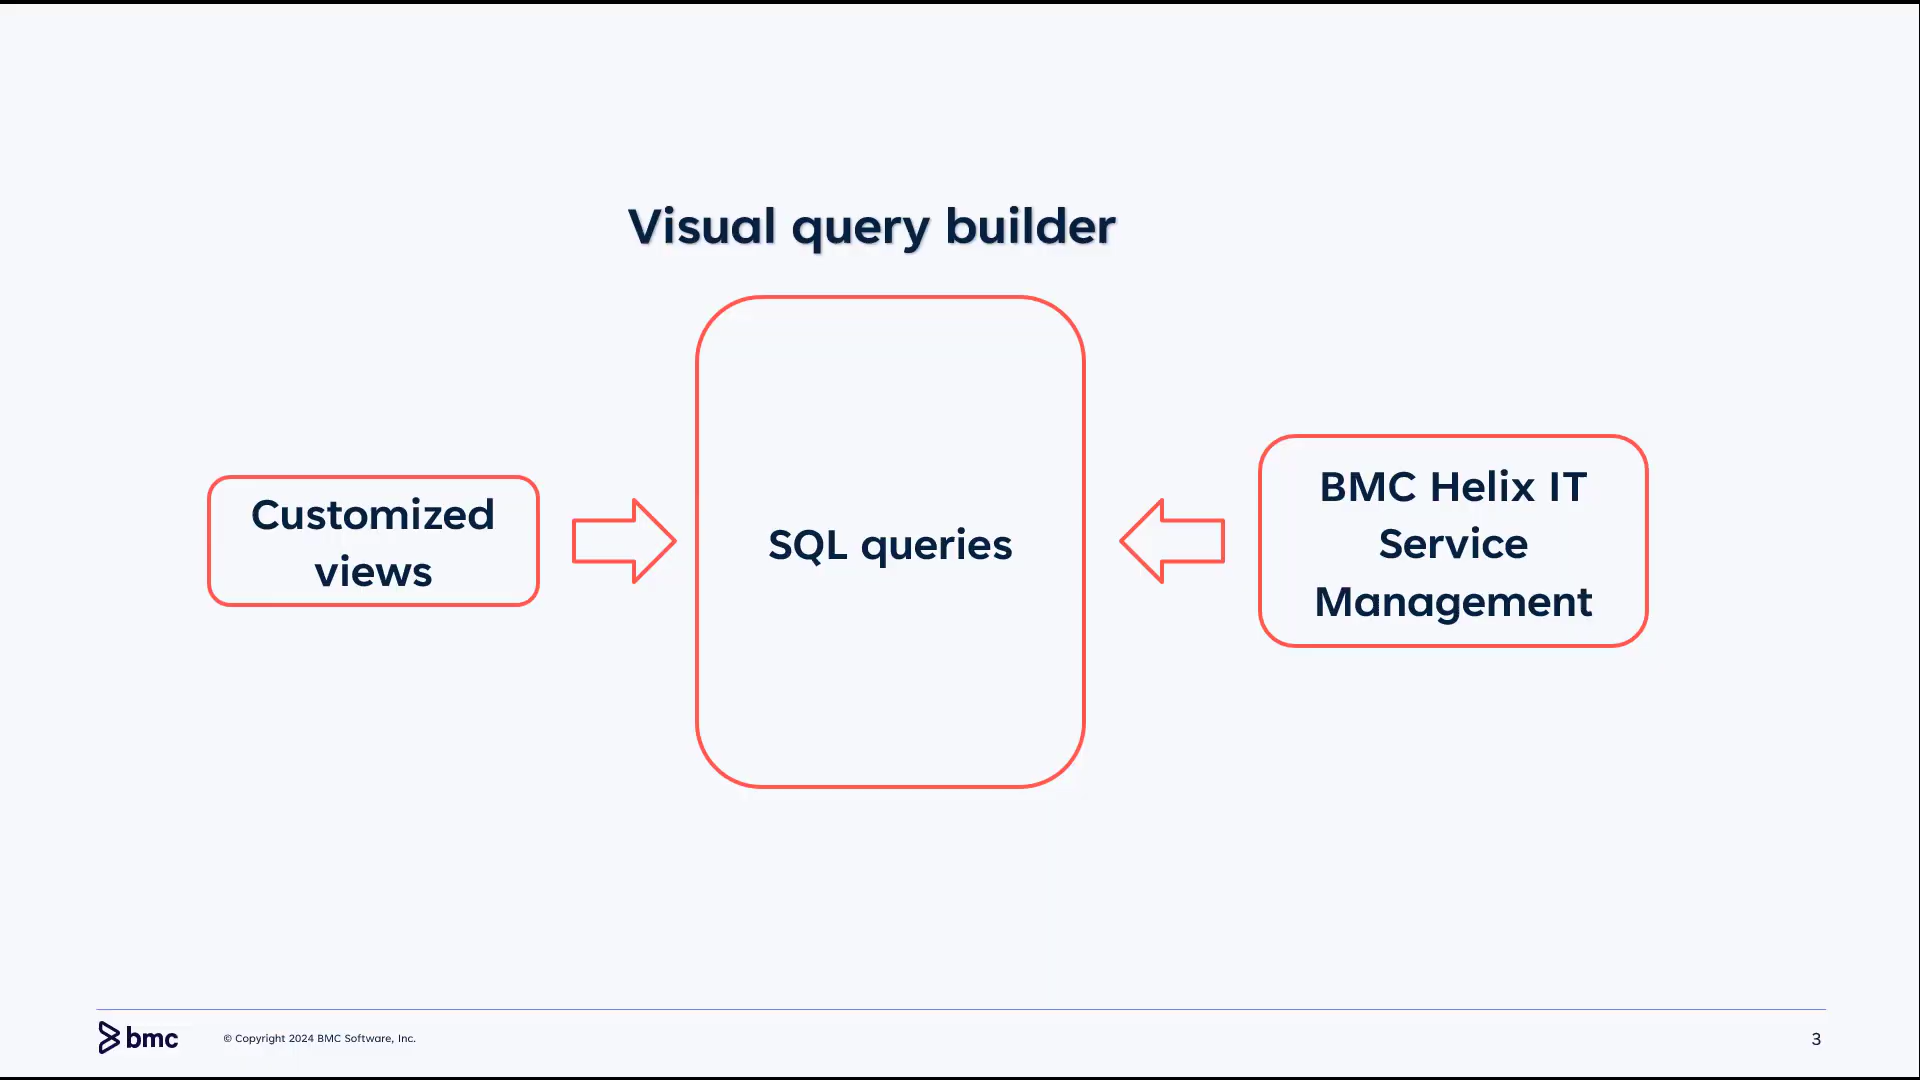 Visual query builder
Customized
views
SQL queries
BMC Helix IT
Service
Management
bmc
© Copyright 2024 BMC Software, Inc.
3